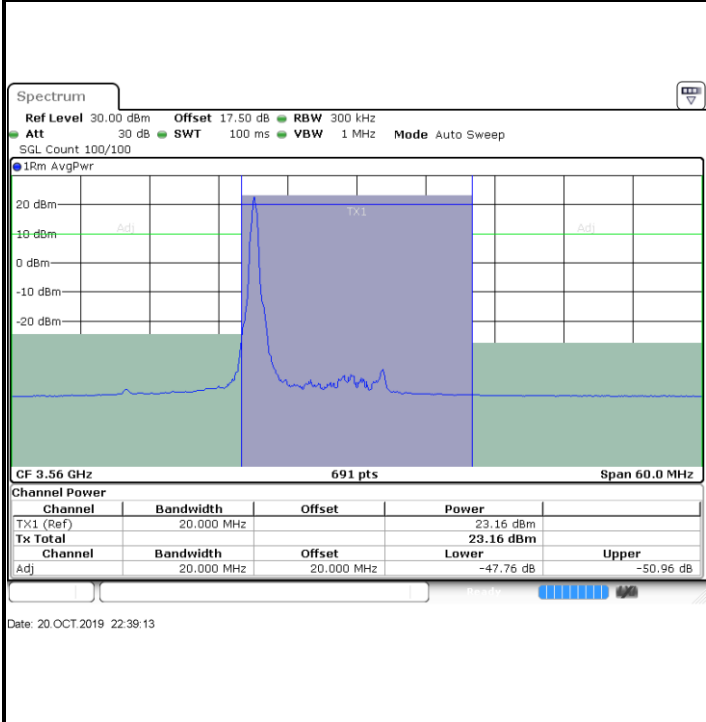 Spectrum
Ref Level 30.00 dBm Offset 17.50 dB RBW 300 kHz
Att 30 dB SWT 100 ms VBW 1 MHz Mode Auto Sweep
SGL Count 100/100
1Rm AvgPwr
20 dBm
TX1
Adj
Adj
10 dBm
0 dBm
-10 dBm
-20 dBm
CF 3.56 GHz 691 pts Span 60.0 MHz
Channel Power
Channel Bandwidth Offset Power
TX1 (Ref) 20.000 MHz 23.16 dBm
Tx Total 23.16 dBm
Channel Bandwidth Offset Lower Upper
Adj 20.000 MHz 20.000 MHz -47.76 dB -50.96 dB
Ready
Date: 20.OCT.2019 22:39:13